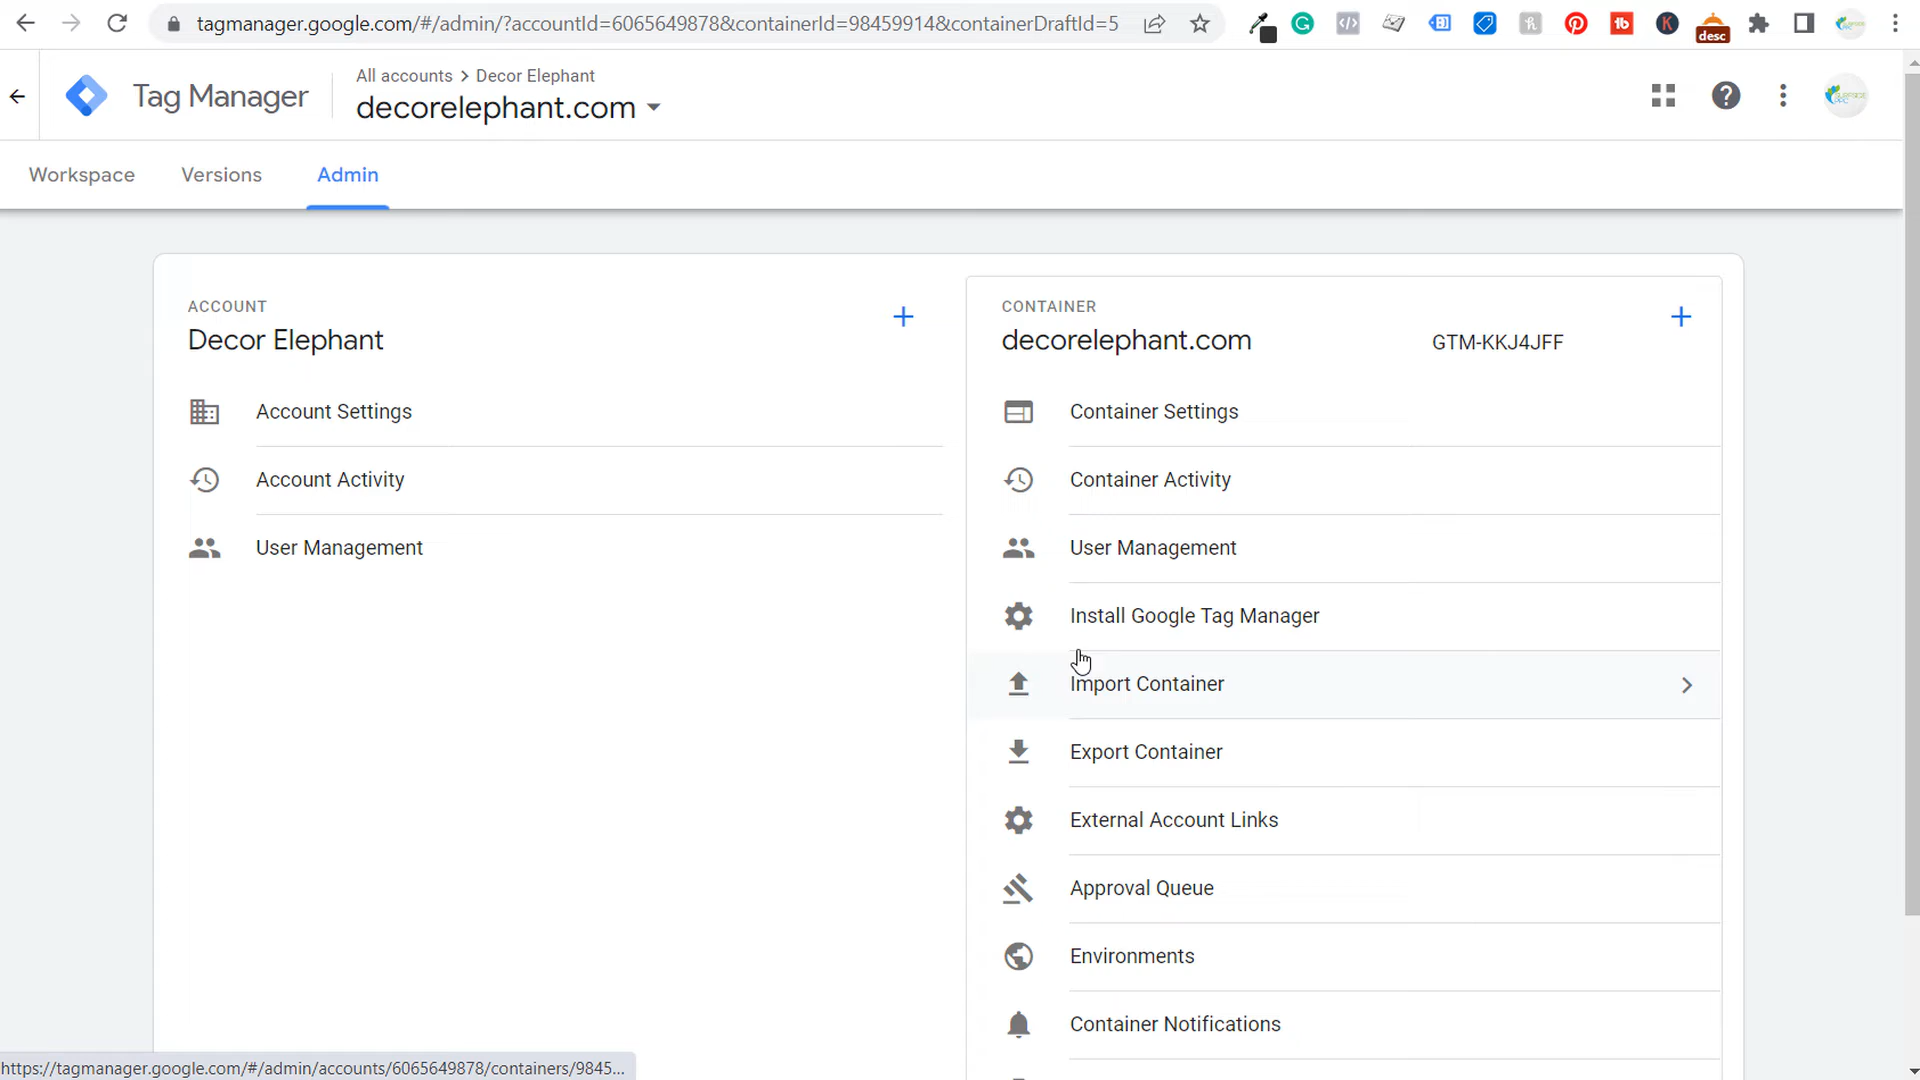 tagmanager.google.com/#/admin/?accountId=6065649878&containerId=98459914&containerDraftId=5
desc
Tag Manager
All accounts > Decor Elephant
decorelephant.com
Workspace
Versions
Admin
ACCOUNT
Decor Elephant
Account Settings
Account Activity
User Management
CONTAINER
decorelephant.com
GTM-KKJ4JFF
Container Settings
Container Activity
User Management
Install Google Tag Manager
Import Container
Export Container
External Account Links
Approval Queue
Environments
Container Notifications
https://tagmanager.google.com/#/admin/accounts/6065649878/containers/9845...